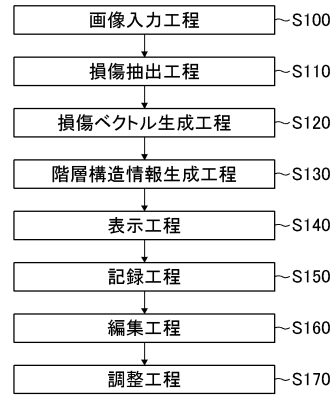 画像入力工程 S100
損傷抽出工程 S110
損傷ベクトル生成工程 S120
階層構造情報生成工程 S130
表示工程 S140
記録工程 S150
編集工程 S160
調整工程 S170